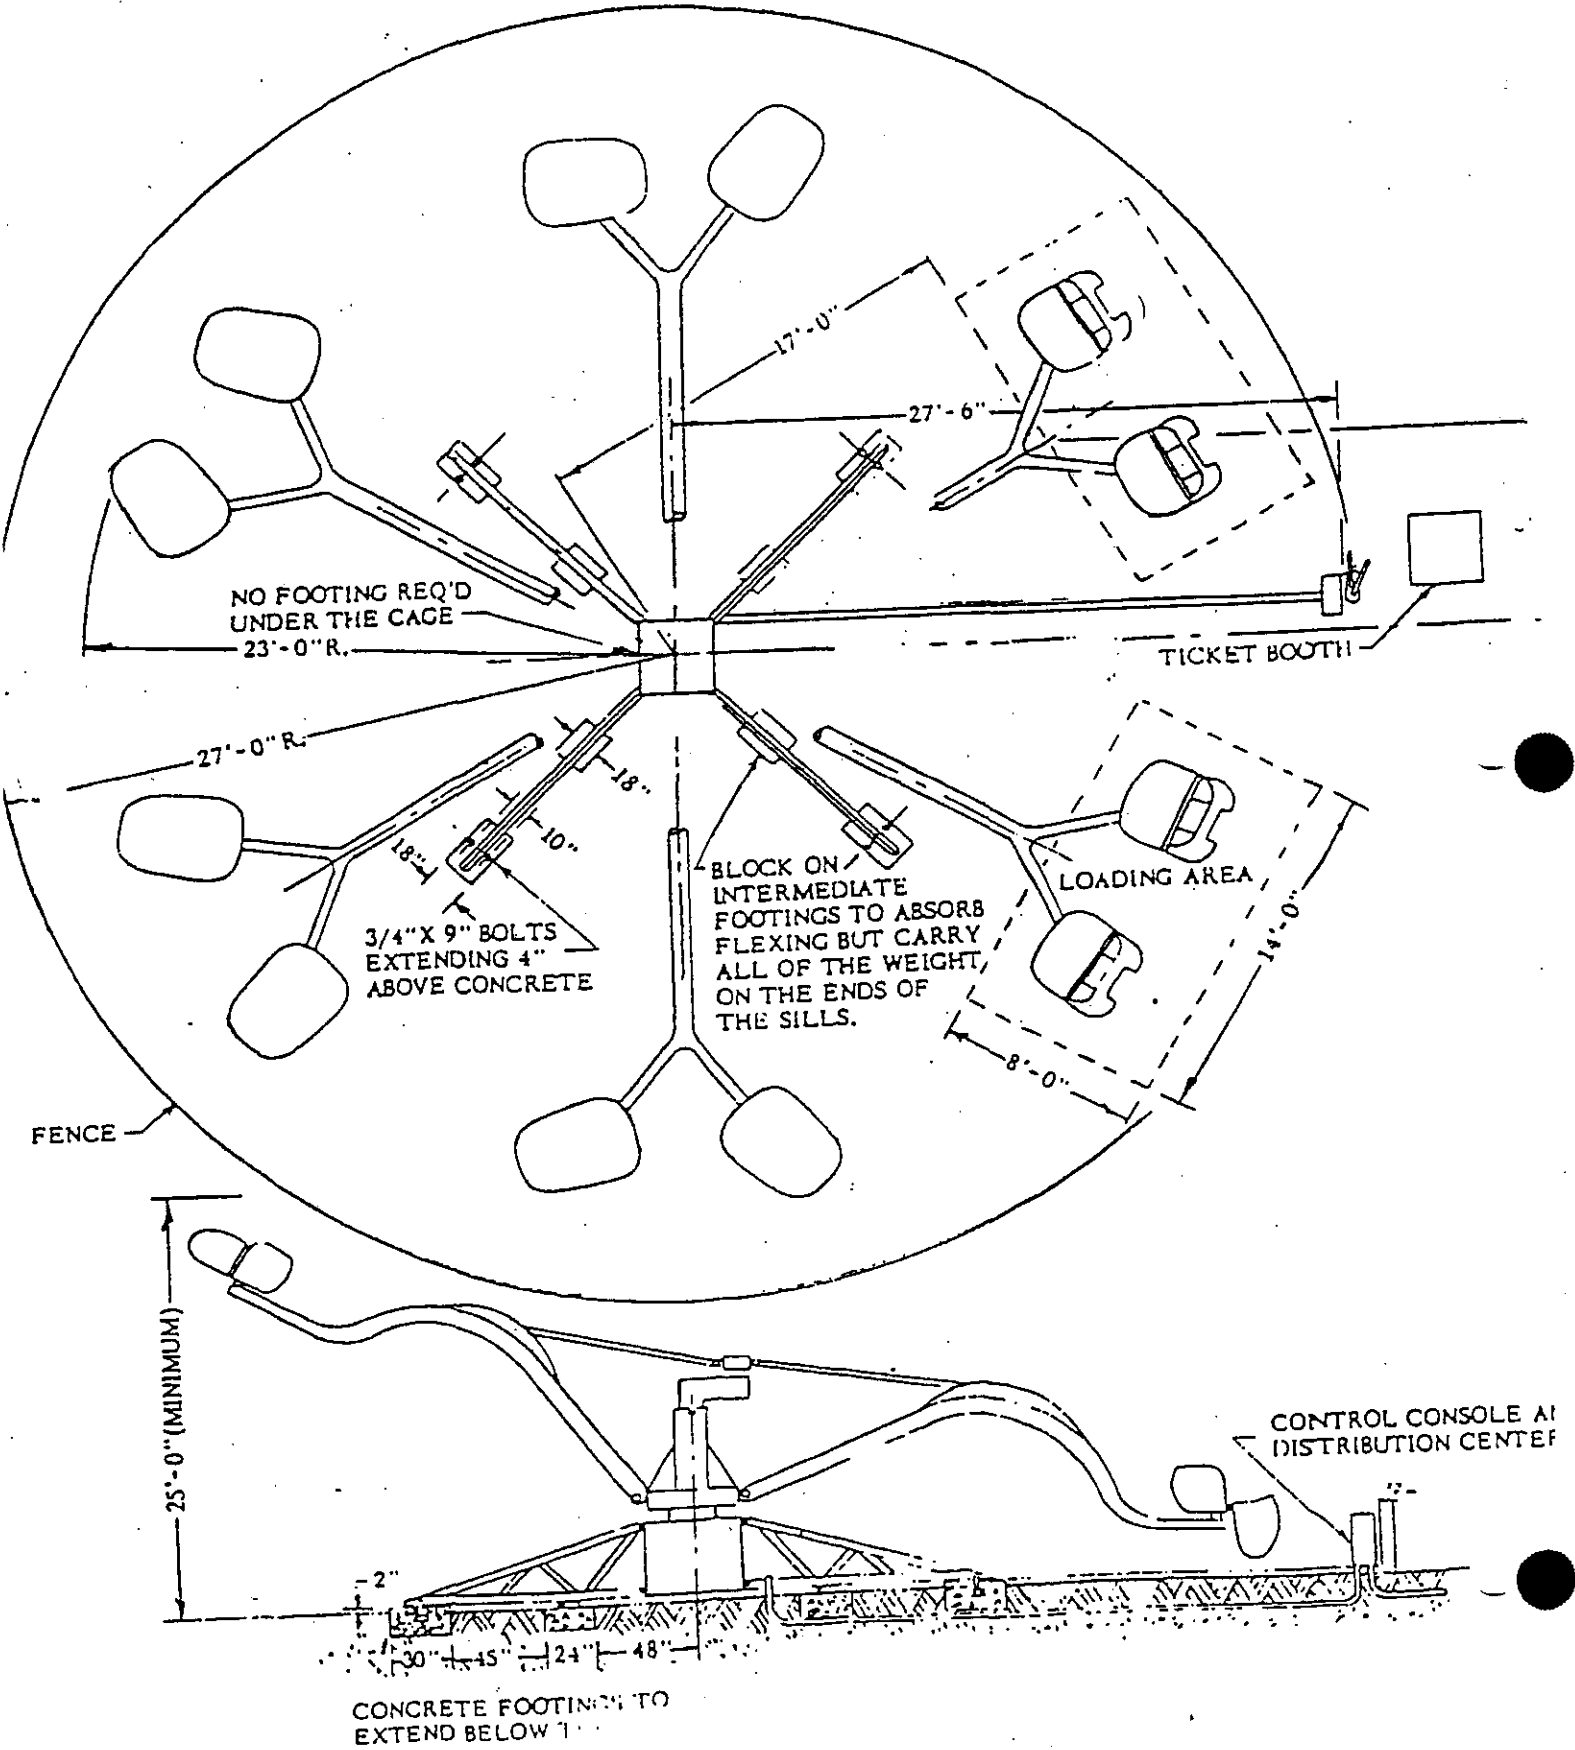 17'-0"
27'-6"
NO FOOTING REQ'D
UNDER THE CAGE
23'-0"R.
TICKET BOOTH
27'-0"R.
18"
10"
18"
BLOCK ON
INTERMEDIATE
FOOTINGS TO ABSORB
FLEXING BUT CARRY
ALL OF THE WEIGHT
ON THE ENDS OF
THE SILLS.
LOADING AREA
14'-0"
3/4"X 9" BOLTS
EXTENDING 4"
ABOVE CONCRETE
8'-0"
FENCE
25'-0"(MINIMUM)
CONTROL CONSOLE
DISTRIBUTION
2"
30" 45" 24" 48"
CONCRETE FOOTINGS TO
EXTEND BELOW